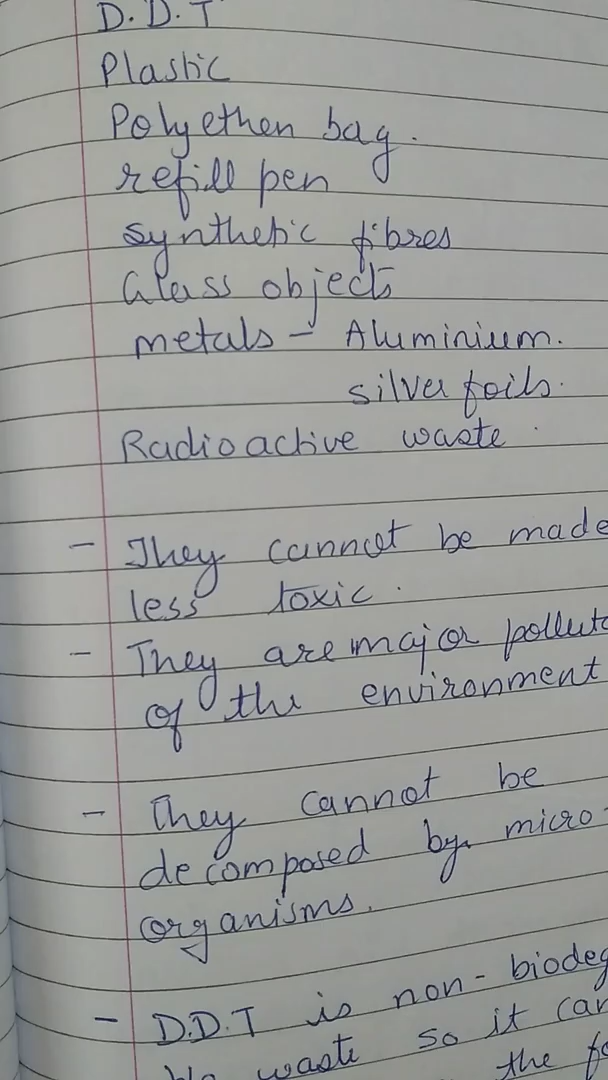 D.D.T
Plastic
Polyethen bag.
refill pen
synthetic fibres
Glass objects
metals - Aluminium.
silver foils.
Radioactive waste.
- They cannot be made
less toxic.
- They are major
of the environment
- They cannot be
decomposed by micro-
organisms.
- D.D.T is non-
waste so it
the